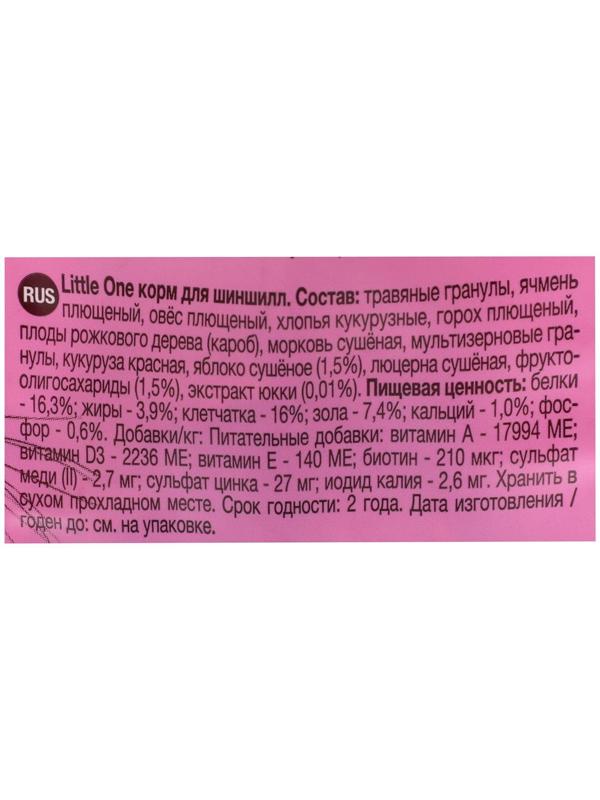 RUS Little One корм для шиншилл. Состав: травяные гранулы, ячмень
плющеный, овёс плющеный, хлопья кукурузные, горох плющеный,
плоды рожкового дерева (кароб), морковь сушёная, мультизерновые гра-
нулы, кукуруза красная, яблоко сушёное (1,5%), люцерна сушёная, фрукто-
олигосахариды (1,5%), экстракт юкки (0,01%). Пищевая ценность: белки
- 16,3%; жиры - 3,9%; клетчатка - 16%; зола - 7,4%; кальций - 1,0%; фос-
фор - 0,6%. Добавки/кг: Питательные добавки: витамин А - 17994 МЕ;
витамин D3 - 2236 МЕ; витамин Е - 140 МЕ; биотин - 210 мкг; сульфат
меди (II) - 2,7 мг; сульфат цинка - 27 мг; иодид калия - 2,6 мг. Хранить в
сухом прохладном месте. Срок годности: 2 года. Дата изготовления /
годен до: см. на упаковке.